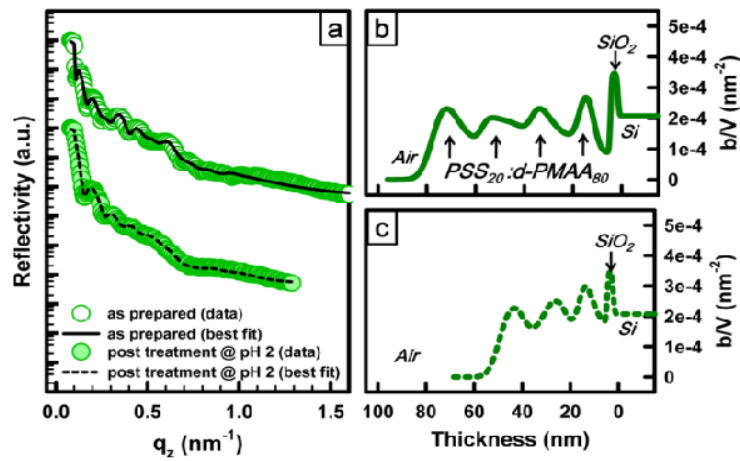 a
Reflectivity (a.u.)
as prepared (data)
as prepared (best fit)
post treatment @ pH 2 (data)
post treatment @ pH 2 (best fit)
0.0 0.5 1.0 1.5
q_z (nm⁻¹)
b
SiO₂
Si
Air
PSS₂₀:d-PMAA₈₀
5e-4
4e-4
3e-4
2e-4
1e-4
0
b/V (nm⁻²)
c
SiO₂
Si
Air
5e-4
4e-4
3e-4
2e-4
1e-4
0
b/V (nm⁻²)
100 80 60 40 20 0
Thickness (nm)